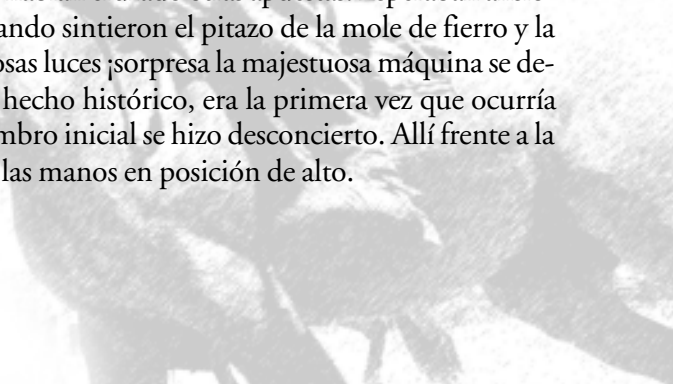 ando sintieron el pitazo de la mole de fierro y la
osas luces ¡sorpresa la majestuosa máquina se de-
hecho histórico, era la primera vez que ocurría
mbro inicial se hizo desconcierto. Allí frente a la
las manos en posición de alto.